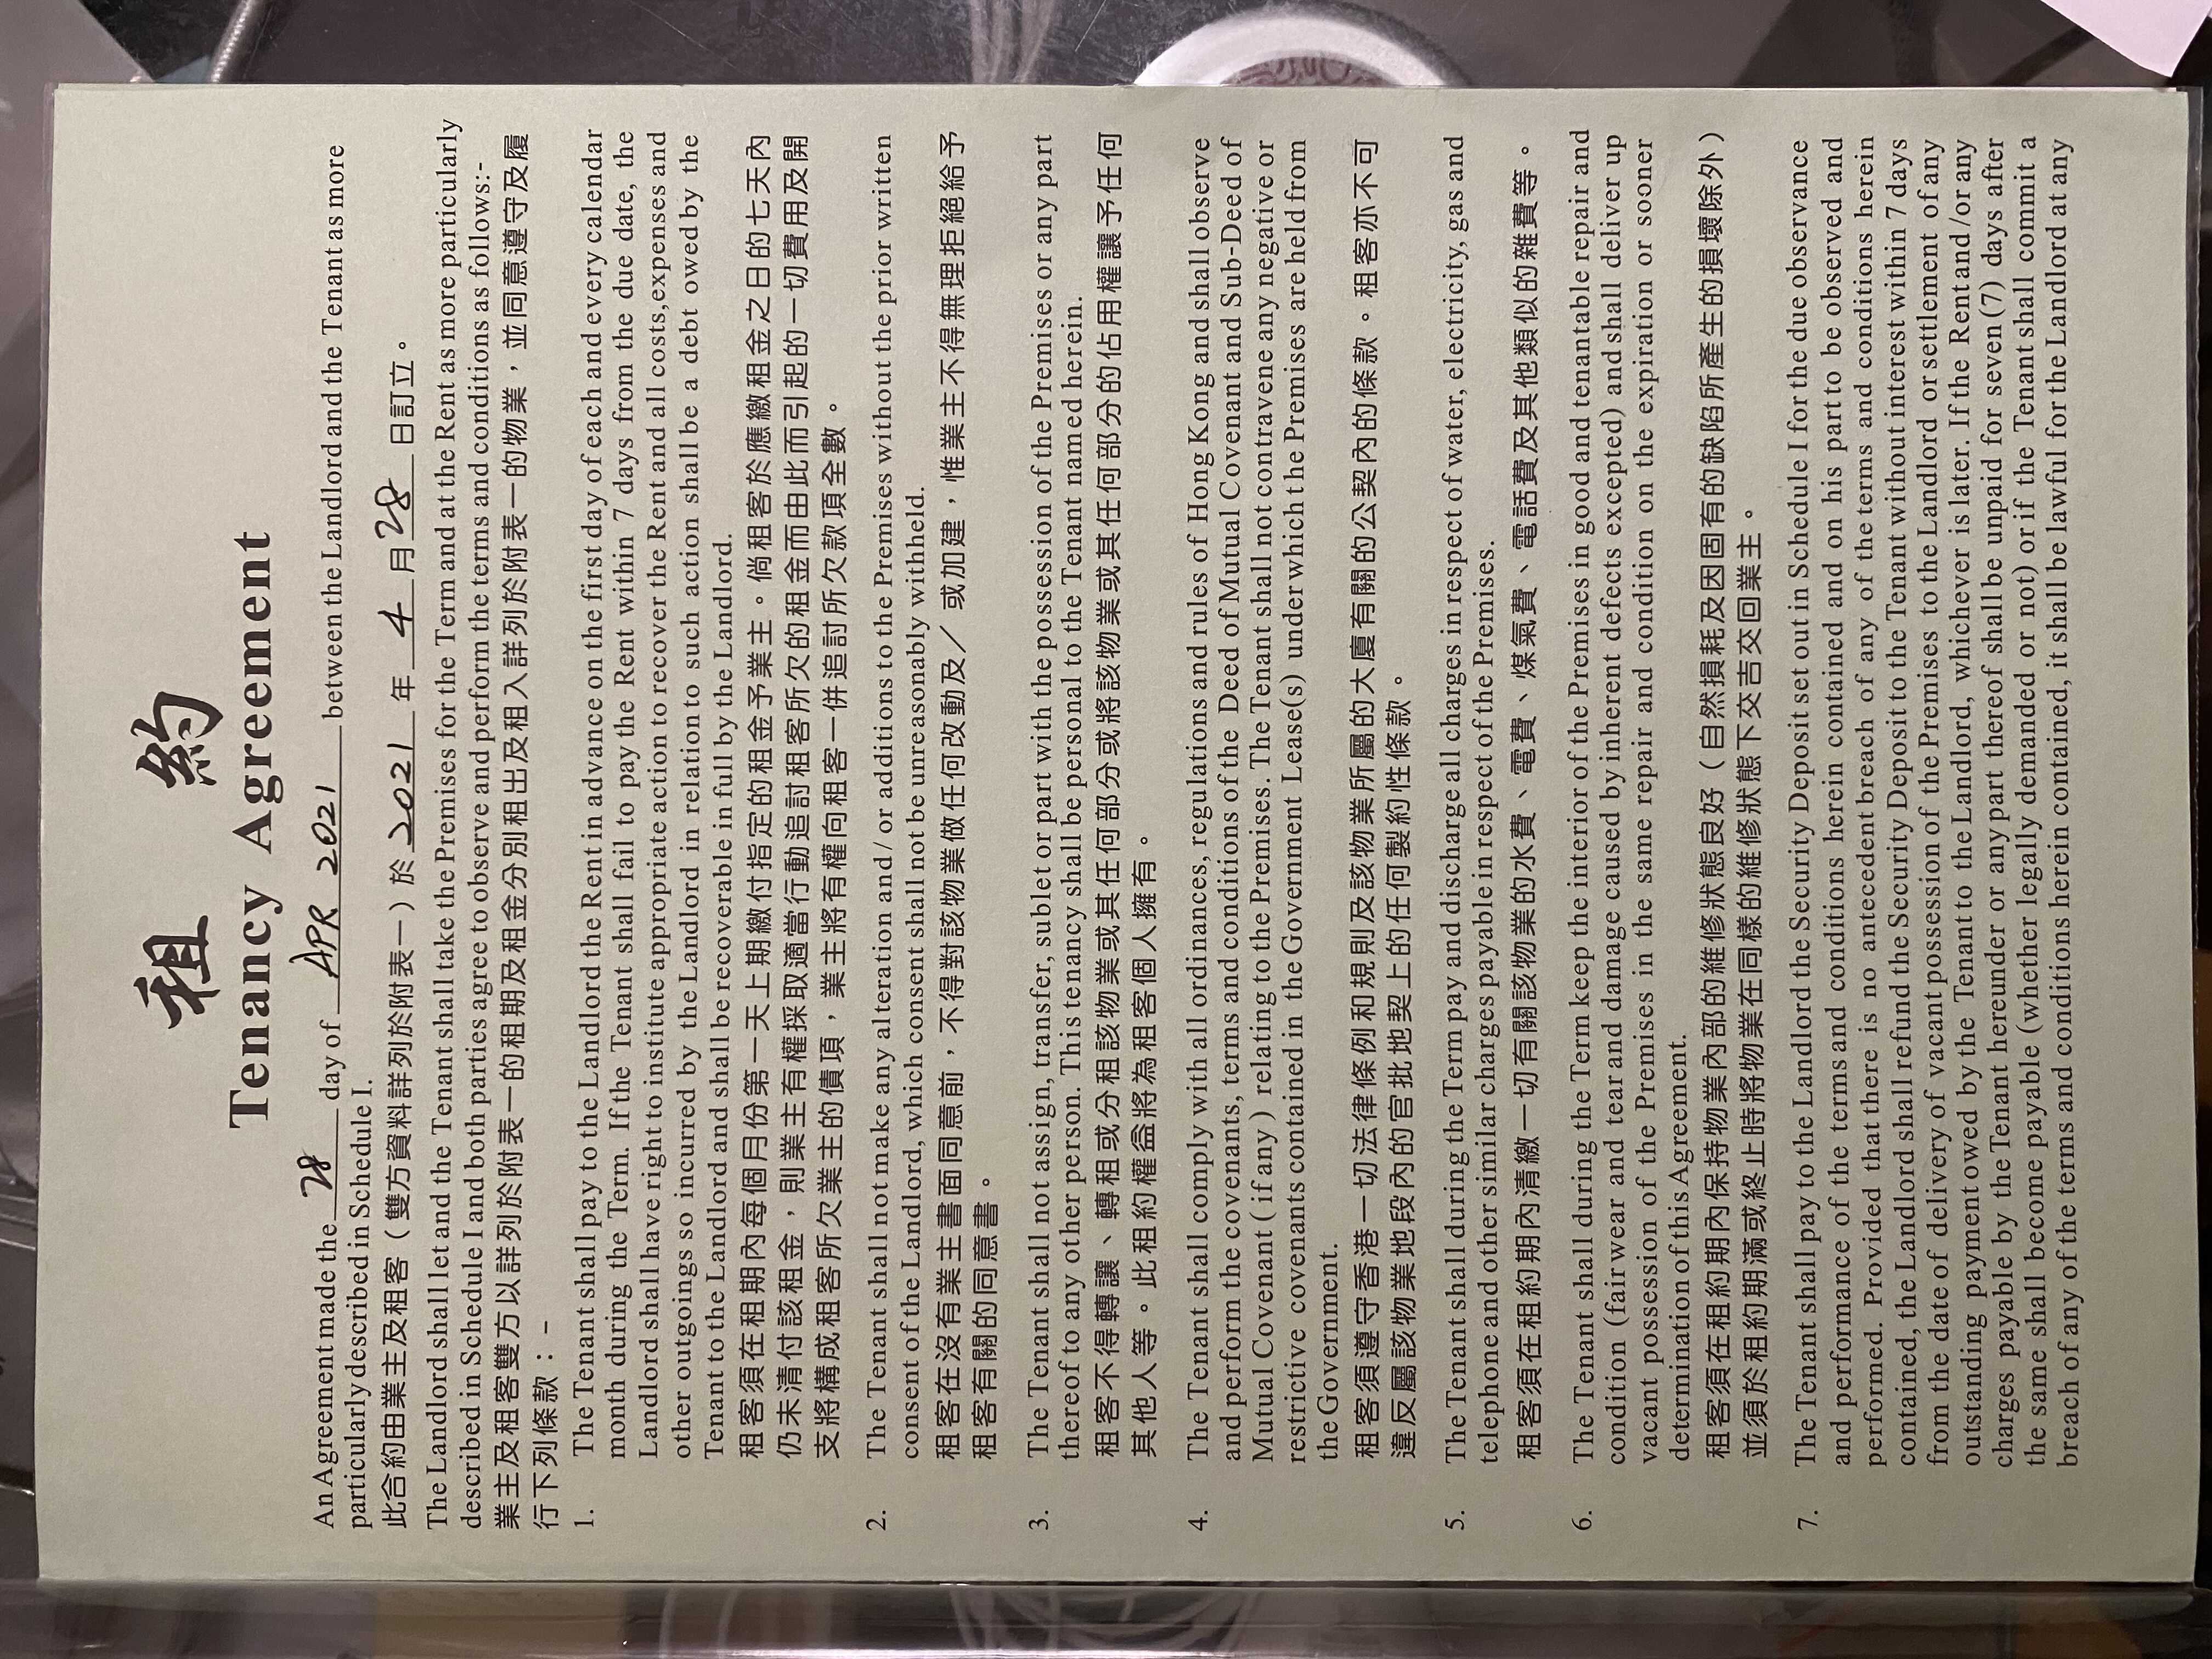 租 約
Tenancy Agreement
An Agreement made the 28 day of APR 2021 between the Landlord and the Tenant as more
particularly described in Schedule I.
此合約由業主及租客（雙方資料詳列於附表一）於 2021 年 4 月 28 日訂立。
The Landlord shall let and the Tenant shall take the Premises for the Term and at the Rent as more particularly
described in Schedule I and both parties agree to observe and perform the terms and conditions as follows:-
業主及租客雙方以詳列於附表一的租期及租金分別租出及租入詳列於附表一的物業，並同意遵守及履
行下列條款：-
1. The Tenant shall pay to the Landlord the Rent in advance on the first day of each and every calendar
month during the Term. If the Tenant shall fail to pay the Rent within 7 days from the due date, the
Landlord shall have right to institute appropriate action to recover the Rent and all costs,expenses and
other outgoings so incurred by the Landlord in relation to such action shall be a debt owed by the
Tenant to the Landlord and shall be recoverable in full by the Landlord.
租客須在租期內每個月份第一天上期繳付指定的租金予業主。倘租客於應繳租金之日的七天內
仍未清付該租金，則業主有權採取適當行動追討租客所欠的租金而由此而引起的一切費用及開
支將構成租客所欠業主的債項，業主將有權向租客一併追討所欠款項全數。
2. The Tenant shall not make any alteration and/or additions to the Premises without the prior written
consent of the Landlord, which consent shall not be unreasonably withheld.
租客在沒有業主書面同意前，不得對該物業做任何改動及／或加建，惟業主不得無理拒絕給予
租客有關的同意書。
3. The Tenant shall not assign, transfer, sublet or part with the possession of the Premises or any part
thereof to any other person. This tenancy shall be personal to the Tenant named herein.
租客不得轉讓、轉租或分租該物業或其任何部分或將該物業或其任何部分的佔用權讓予任何
其他人等。此租約權益將為租客個人擁有。
4. The Tenant shall comply with all ordinances, regulations and rules of Hong Kong and shall observe
and perform the covenants, terms and conditions of the Deed of Mutual Covenant and Sub-Deed of
Mutual Covenant (if any) relating to the Premises. The Tenant shall not contravene any negative or
restrictive covenants contained in the Government Lease(s) under which the Premises are held from
the Government.
租客須遵守香港一切法律條例和規則及該物業所屬的大廈有關的公契內的條款。租客亦不可
違反屬該物業地段內的官批地契上的任何製約性條款。
5. The Tenant shall during the Term pay and discharge all charges in respect of water, electricity, gas and
telephone and other similar charges payable in respect of the Premises.
租客須在租約期內清繳一切有關該物業的水費、電費、煤氣費、電話費及其他類似的雜費等。
6. The Tenant shall during the Term keep the interior of the Premises in good and tenantable repair and
condition (fair wear and tear and damage caused by inherent defects excepted) and shall deliver up
vacant possession of the Premises in the same repair and condition on the expiration or sooner
determination of this Agreement.
租客須在租約期內保持物業內部的維修狀態良好（自然損耗及因固有的缺陷所產生的損壞除外）
並須於租約期滿或終止時將物業在同樣的維修狀態下交吉交回業主。
7. The Tenant shall pay to the Landlord the Security Deposit set out in Schedule I for the due observance
and performance of the terms and conditions herein contained and on his part to be observed and
performed. Provided that there is no antecedent breach of any of the terms and conditions herein
contained, the Landlord shall refund the Security Deposit to the Tenant without interest within 7 days
from the date of delivery of vacant possession of the Premises to the Landlord or settlement of any
outstanding payment owed by the Tenant to the Landlord, whichever is later. If the Rent and/or any
charges payable by the Tenant hereunder or any part thereof shall be unpaid for seven (7) days after
the same shall become payable (whether legally demanded or not) or if the Tenant shall commit a
breach of any of the terms and conditions herein contained, it shall be lawful for the Landlord at any